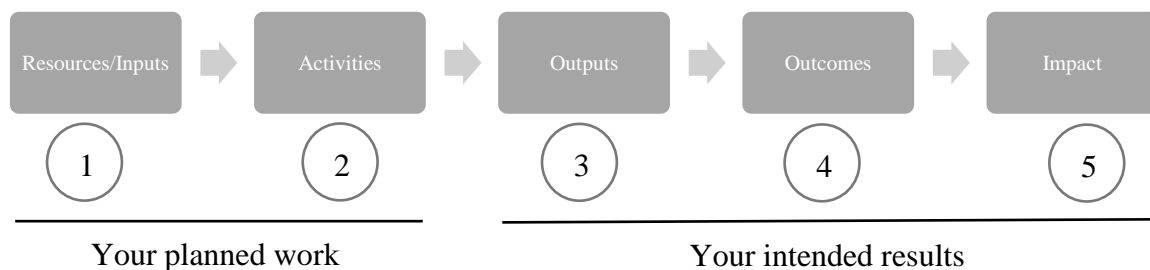 Resources/Inputs
Activities
Outputs
Outcomes
Impact
1
2
3
4
5
Your planned work
Your intended results